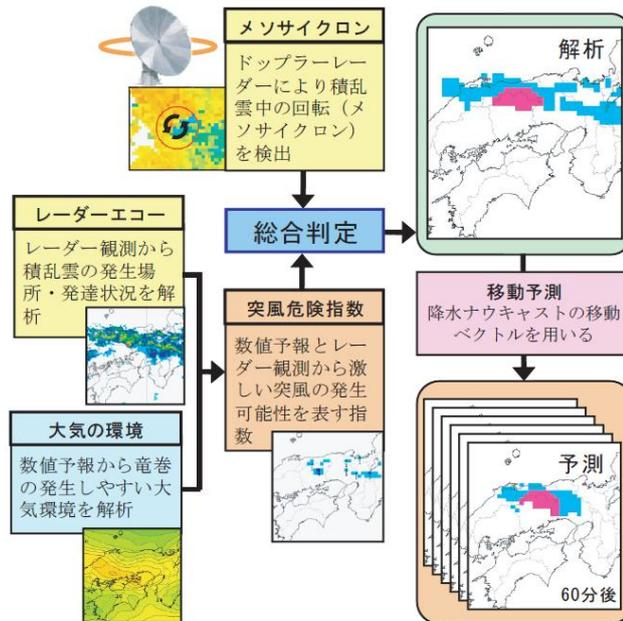 メソサイクロン
ドップラーレー
ダーにより積乱
雲中の回転（メ
ソサイクロン）
を検出
レーダーエコー
レーダー観測から
積乱雲の発生場
所・発達状況を解
析
大気の環境
数値予報から竜巻
の発生しやすい大
気環境を解析
突風危険指数
数値予報とレー
ダー観測から激
しい突風の発生
可能性を表す指
数
総合判定
解析
移動予測
降水ナウキャストの移動
ベクトルを用いる
予測
60分後